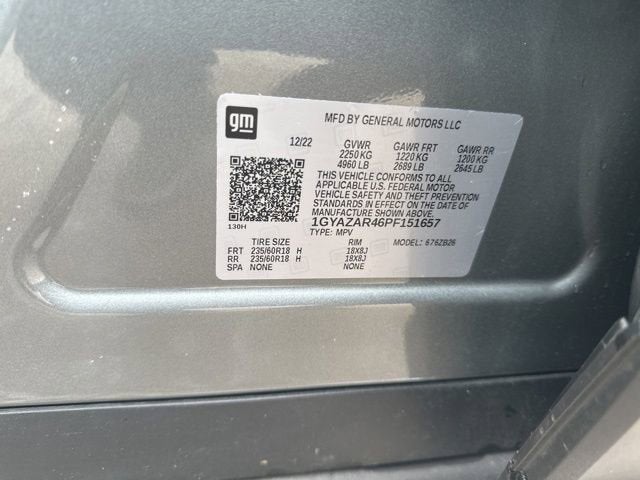 gm
MFD BY GENERAL MOTORS LLC
12/22 GVWR GAWR FRT GAWR RR
2250 KG 1220 KG 1200 KG
4960 LB 2689 LB 2645 LB
THIS VEHICLE CONFORMS TO ALL
APPLICABLE U.S. FEDERAL MOTOR
VEHICLE SAFETY AND THEFT PREVENTION
STANDARDS IN EFFECT ON DATE OF
MANUFACTURE SHOWN ABOVE.
130H 1GYAZAR46PF151657
TYPE: MPV MODEL: 676ZB26
TIRE SIZE RIM
FRT 235/60R18 H 18X8J
RR 235/60R18 H 18X8J
SPA NONE NONE